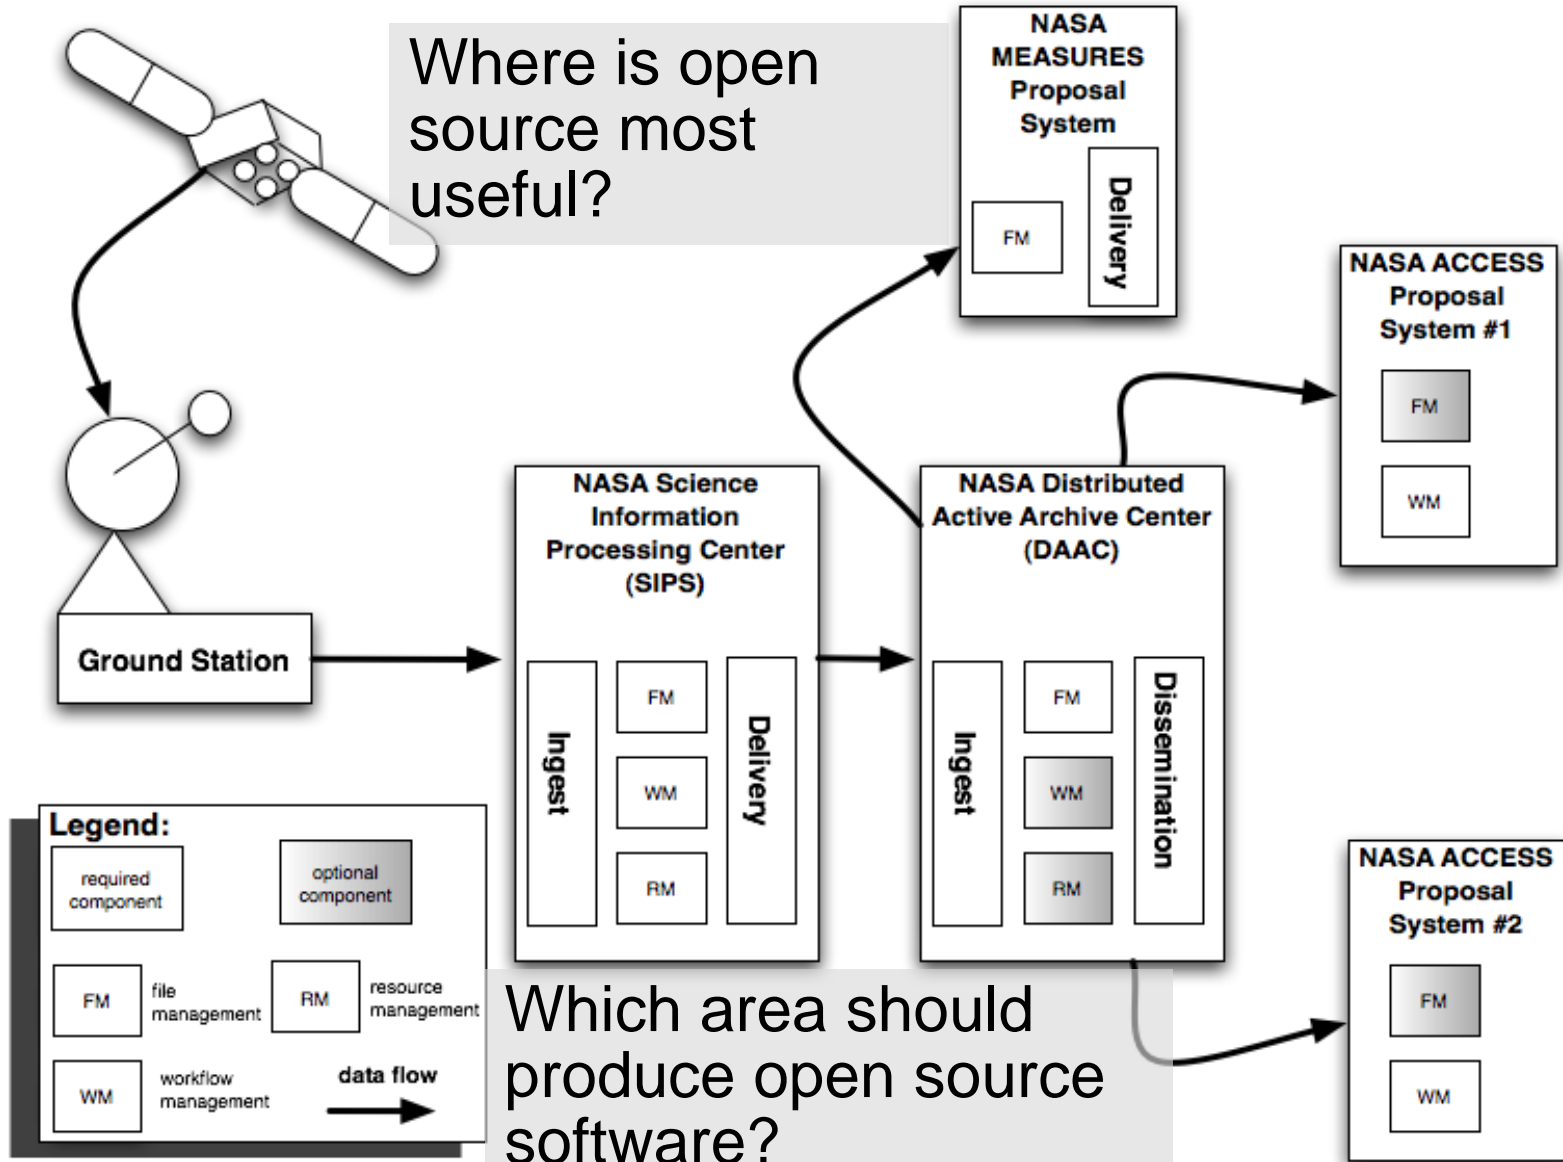 Where is open
source most
useful?
NASA
MEASURES
Proposal
System
FM
Delivery
NASA ACCESS
Proposal
System #1
FM
WM
NASA Science
Information
Processing Center
(SIPS)
Ingest
FM
WM
RM
Delivery
NASA Distributed
Active Archive Center
(DAAC)
Ingest
FM
WM
RM
Dissemination
Ground Station
Legend:
required
component
optional
component
FM
file
management
RM
resource
management
WM
workflow
management
data flow
Which area should
produce open source
software?
NASA ACCESS
Proposal
System #2
FM
WM